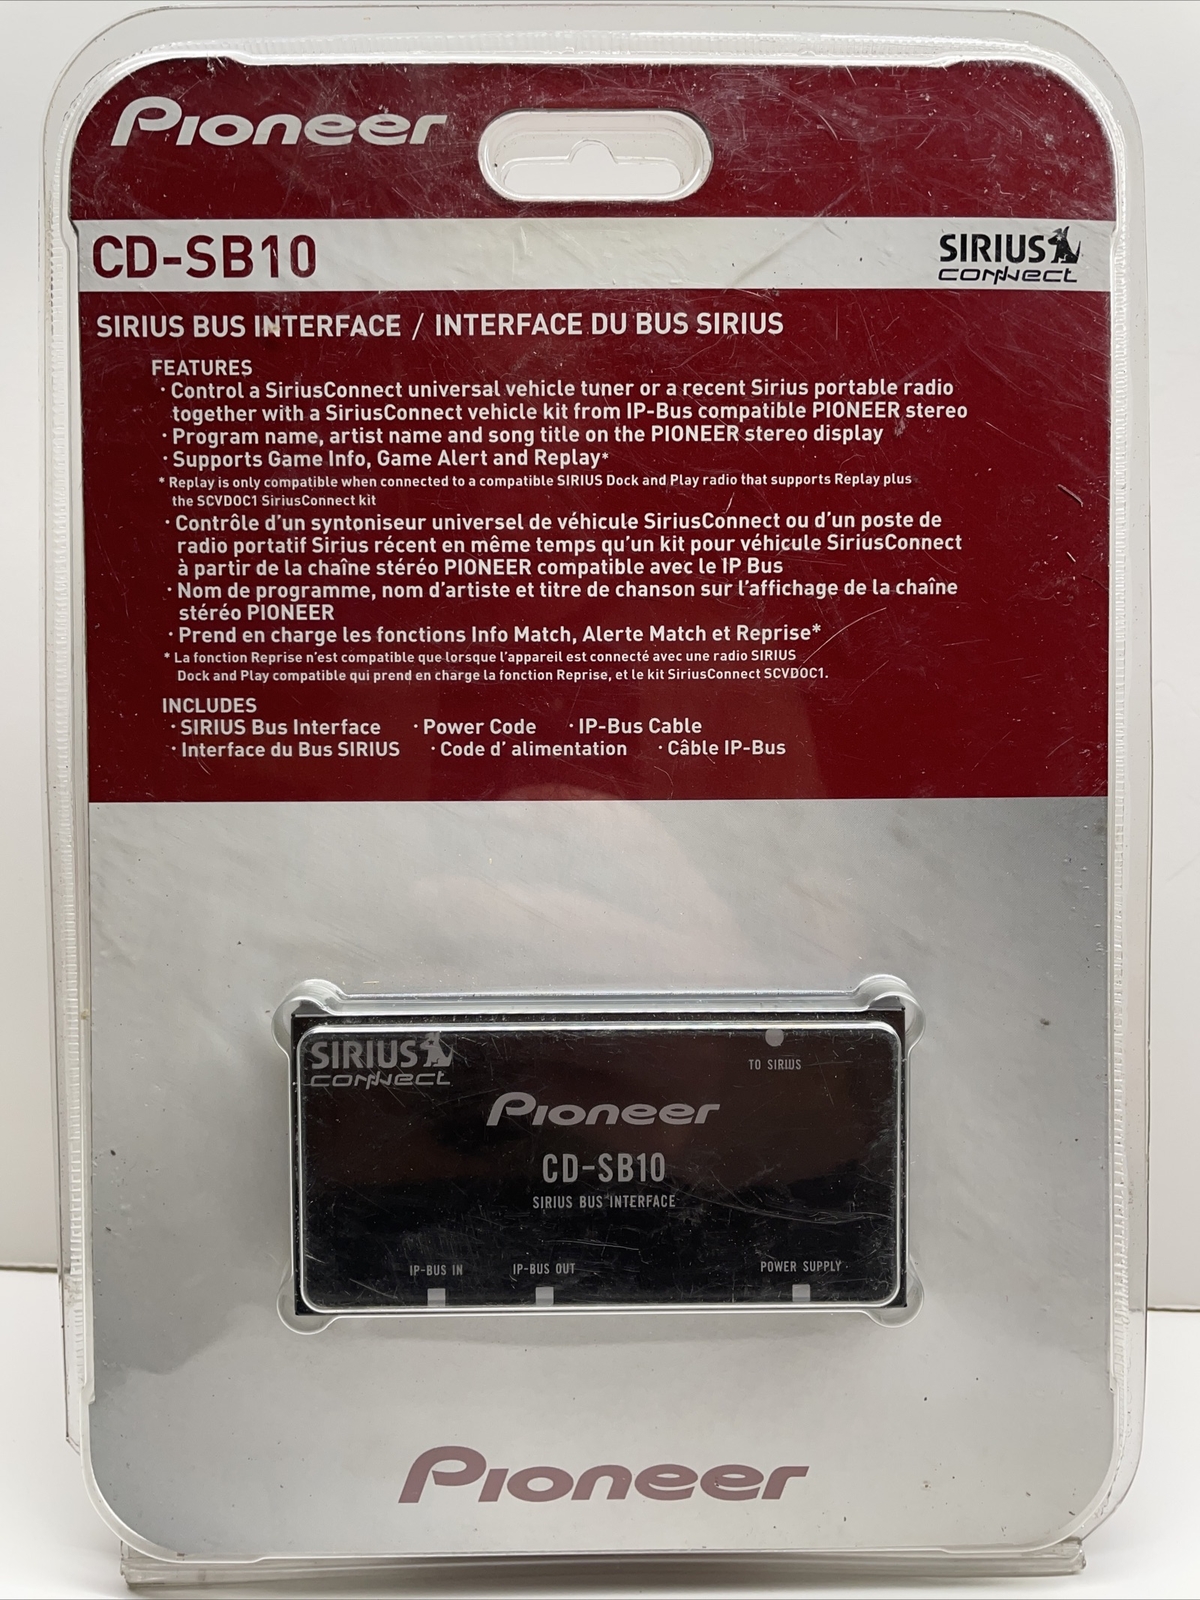 Pioneer
CD-SB10
SIRIUS
connect
SIRIUS BUS INTERFACE / INTERFACE DU BUS SIRIUS
FEATURES
· Control a SiriusConnect universal vehicle tuner or a recent Sirius portable radio
together with a SiriusConnect vehicle kit from IP-Bus compatible PIONEER stereo
· Program name, artist name and song title on the PIONEER stereo display
· Supports Game Info, Game Alert and Replay*
* Replay is only compatible when connected to a compatible SIRIUS Dock and Play radio that supports Replay plus
the SCVDOC1 SiriusConnect kit
· Contrôle d'un syntoniseur universel de véhicule SiriusConnect ou d'un poste de
radio portatif Sirius récent en même temps qu'un kit pour véhicule SiriusConnect
à partir de la chaîne stéréo PIONEER compatible avec le IP Bus
· Nom de programme, nom d'artiste et titre de chanson sur l'affichage de la chaîne
stéréo PIONEER
· Prend en charge les fonctions Info Match, Alerte Match et Reprise*
* La fonction Reprise n'est compatible que lorsque l'appareil est connecté avec une radio SIRIUS
Dock and Play compatible qui prend en charge la fonction Reprise, et le kit SiriusConnect SCVDOC1.
INCLUDES
· SIRIUS Bus Interface · Power Code · IP-Bus Cable
· Interface du Bus SIRIUS · Code d' alimentation · Câble IP-Bus
SIRIUS
connect
TO SIRIUS
Pioneer
CD-SB10
SIRIUS BUS INTERFACE
IP-BUS IN IP-BUS OUT POWER SUPPLY
Pioneer